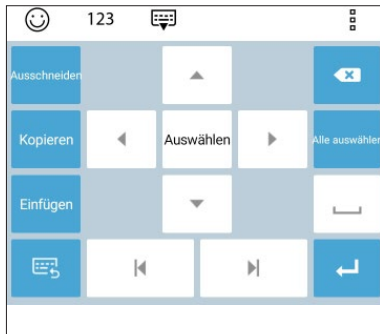 123
Ausschneiden
Kopieren
Auswählen
Alle auswählen
Einfügen